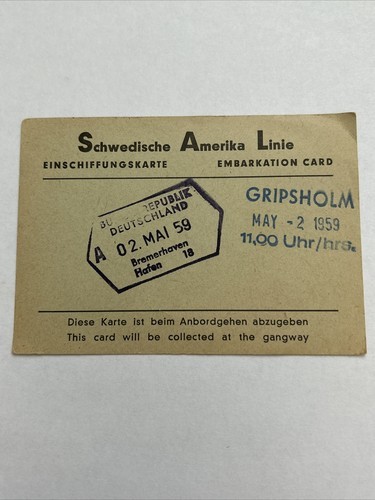 Schwedische Amerika Linie
EINSCHIFFUNGSKARTE EMBARKATION CARD
REPUBLIK
DEUTSCHLAND
A 02. MAI 59
Bremerhaven
Hafen 18
GRIPSHOLM
MAY - 2 1959
11,00 Uhr/hrs.
Diese Karte ist beim Anbordgehen abzugeben
This card will be collected at the gangway